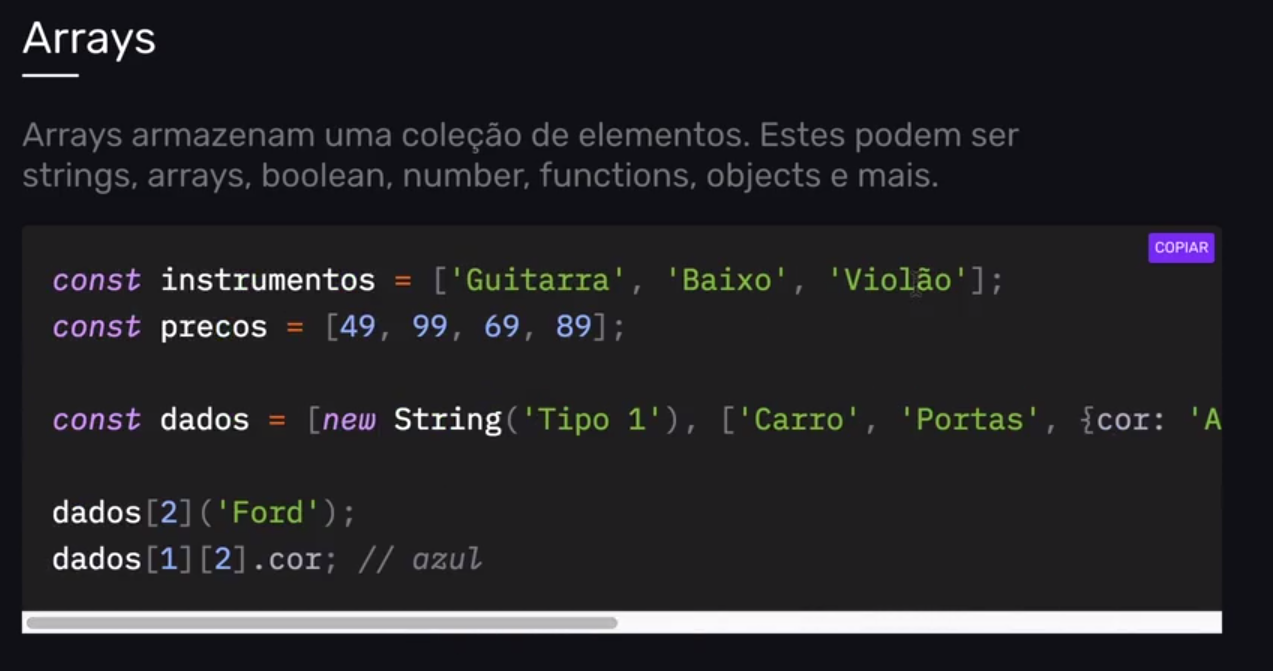 Arrays
Arrays armazenam uma coleção de elementos. Estes podem ser
strings, arrays, boolean, number, functions, objects e mais.
COPIAR
const instrumentos = ['Guitarra', 'Baixo', 'Violão'];
const precos = [49, 99, 69, 89];
const dados = [new String('Tipo 1'), ['Carro', 'Portas', {cor: 'A
dados[2]('Ford');
dados[1][2].cor; // azul